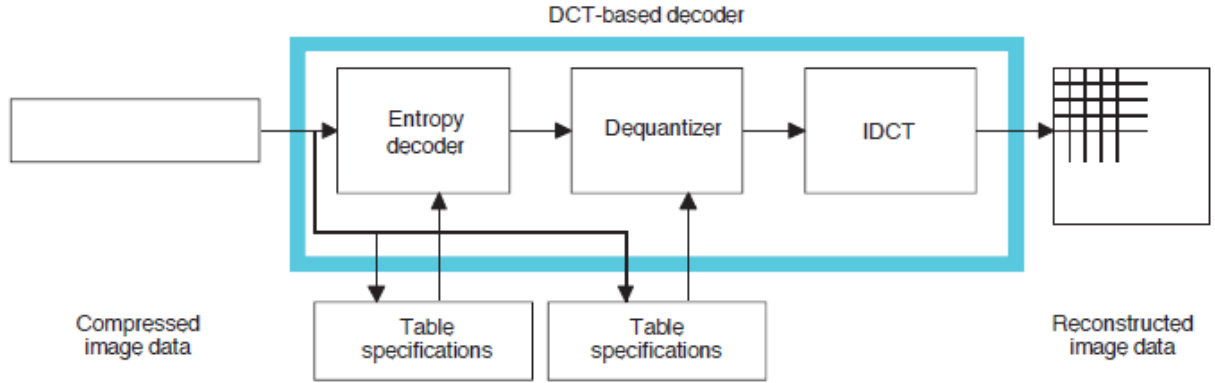 DCT-based decoder
Entropy
decoder
Dequantizer
IDCT
Compressed
image data
Table
specifications
Table
specifications
Reconstructed
image data